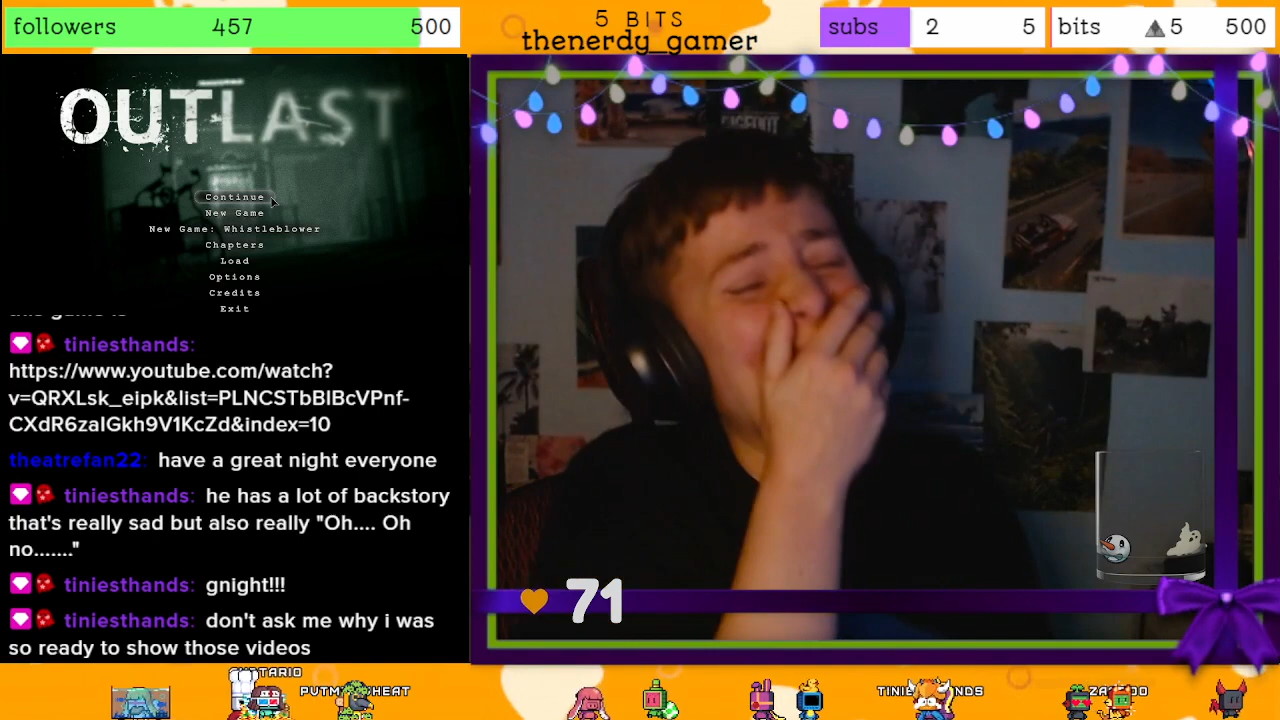 followers 457 500
5 BITS
thenerdy_gamer
subs 2 5
bits 5 500
OUTLAST
Continue
New Game
New Game: Whistleblower
Chapters
Load
Options
Credits
Exit
tiniesthands:
https://www.youtube.com/watch?
v=QRXLsk_eipk&list=PLNCSTbBIBcVPnf-
CXdR6zaIGkh9V1KcZd&index=10
theatrefan22: have a great night everyone
tiniesthands: he has a lot of backstory
that's really sad but also really "Oh.... Oh
no......."
tiniesthands: gnight!!!
tiniesthands: don't ask me why i was
so ready to show those videos
BIGFOOT
71